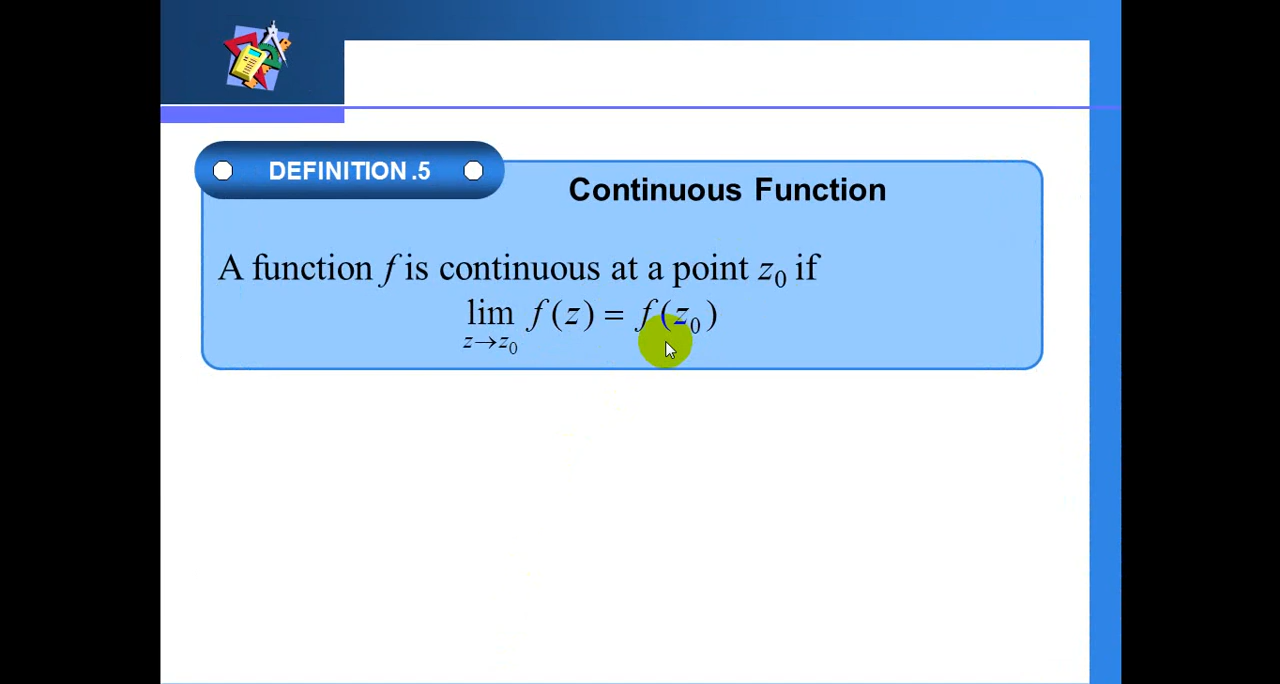 DEFINITION .5
Continuous Function
A function f is continuous at a point z₀ if
lim f(z) = f(z₀)
z→z₀